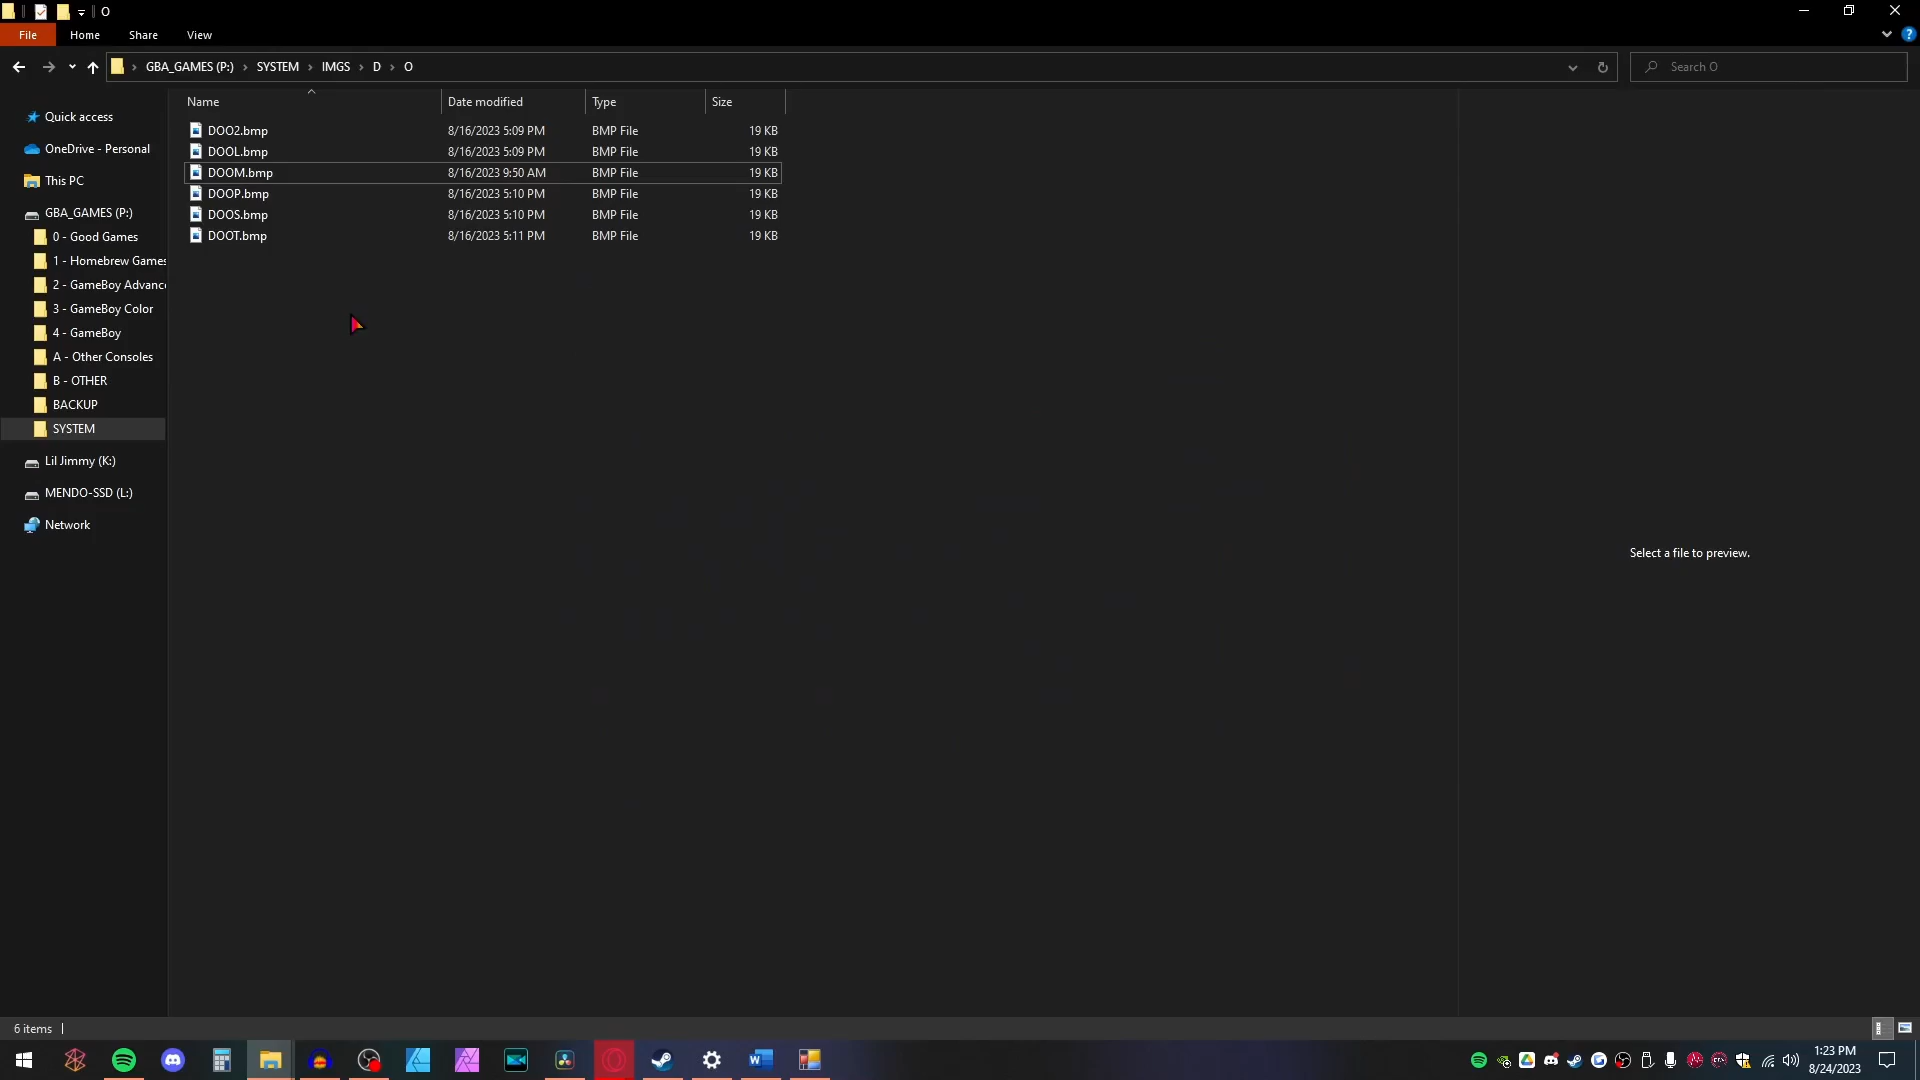 O
File
Home
Share
View
GBA_GAMES (P:) › SYSTEM › IMGS › D › O
Search O
Name
Date modified
Type
Size
DOO2.bmp 8/16/2023 5:09 PM BMP File 19 KB
DOOL.bmp 8/16/2023 5:09 PM BMP File 19 KB
DOOM.bmp 8/16/2023 9:50 AM BMP File 19 KB
DOOP.bmp 8/16/2023 5:10 PM BMP File 19 KB
DOOS.bmp 8/16/2023 5:10 PM BMP File 19 KB
DOOT.bmp 8/16/2023 5:11 PM BMP File 19 KB
Quick access
OneDrive - Personal
This PC
GBA_GAMES (P:)
0 - Good Games
1 - Homebrew Games
2 - GameBoy Advanc
3 - GameBoy Color
4 - GameBoy
A - Other Consoles
B - OTHER
BACKUP
SYSTEM
Lil Jimmy (K:)
MENDO-SSD (L:)
Network
Select a file to preview.
6 items
1:23 PM
8/24/2023